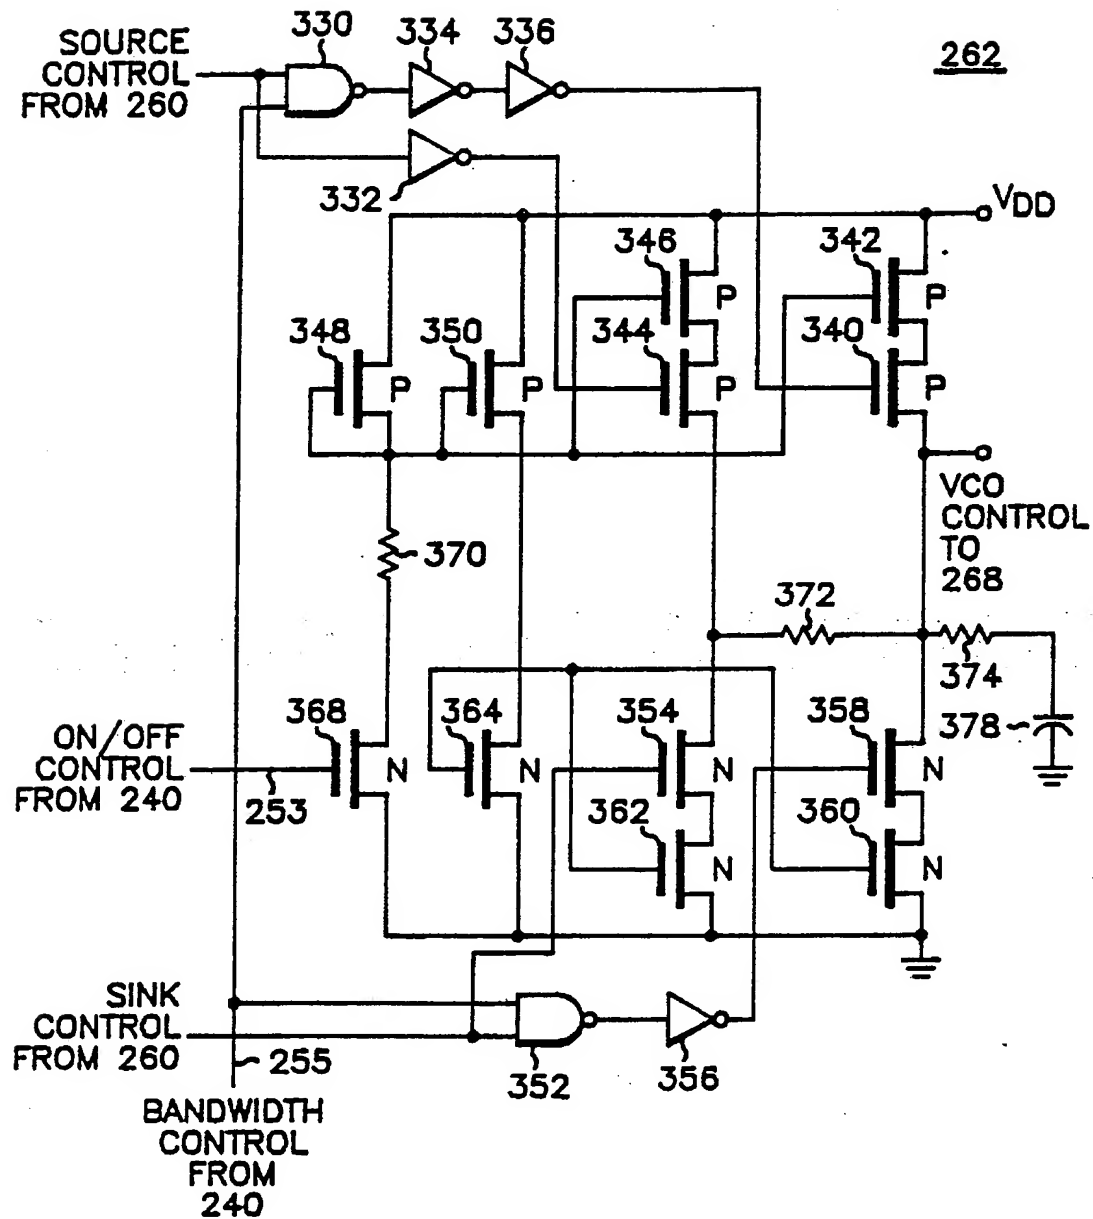 330
334
336
262
SOURCE
CONTROL
FROM 260
332
VDD
346
342
P
P
348
350
344
340
P
P
P
P
VCO
CONTROL
TO
268
370
372
374
378
368
364
354
358
ON/OFF
CONTROL
FROM 240
253
N
N
N
N
362
360
N
N
SINK
CONTROL
FROM 260
255
352
356
BANDWIDTH
CONTROL
FROM
240